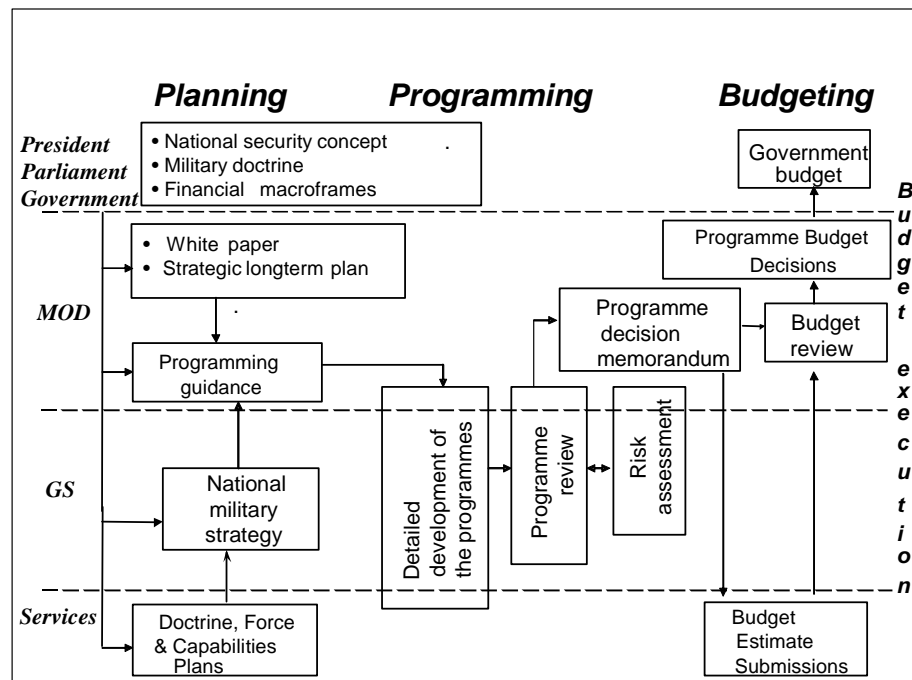 Planning
Programming
Budgeting
President
Parliament
Government
• National security concept
• Military doctrine
• Financial macroframes
Government
budget
MOD
• White paper
• Strategic longterm plan
Programme Budget
Decisions
Programming
guidance
Programme
decision
memorandum
Budget
review
GS
National
military
strategy
Detailed
development of
the programmes
Programme
review
Risk
assessment
Services
Doctrine, Force
& Capabilities
Plans
Budget
Estimate
Submissions
Budget execution